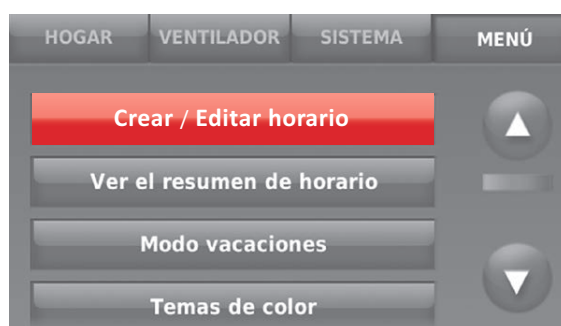 HOGAR VENTILADOR SISTEMA MENÚ
Crear / Editar horario
Ver el resumen de horario
Modo vacaciones
Temas de color